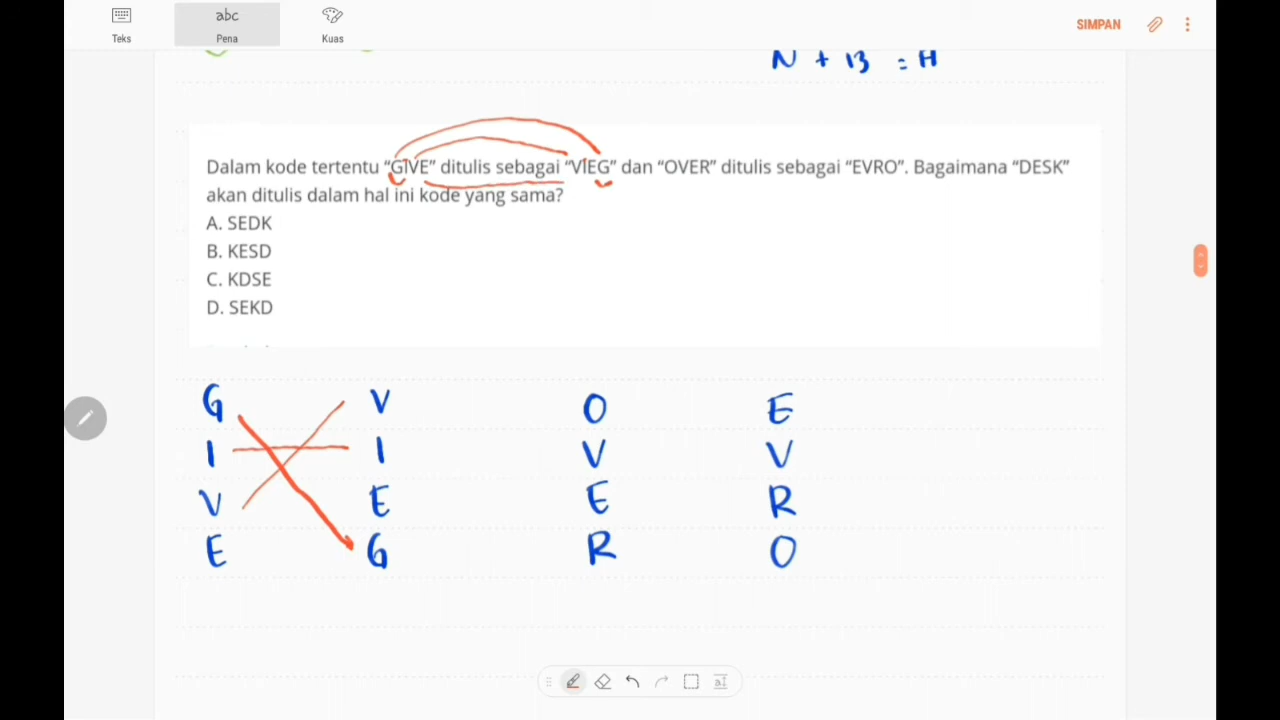 abc
Teks
Pena
Kuas
SIMPAN
N + 13 = A
Dalam kode tertentu “GIVE” ditulis sebagai “VIEG” dan “OVER” ditulis sebagai “EVRO”. Bagaimana “DESK”
akan ditulis dalam hal ini kode yang sama?
A. SEDK
B. KESD
C. KDSE
D. SEKD
G V O E
I I V V
V E E R
E G R O